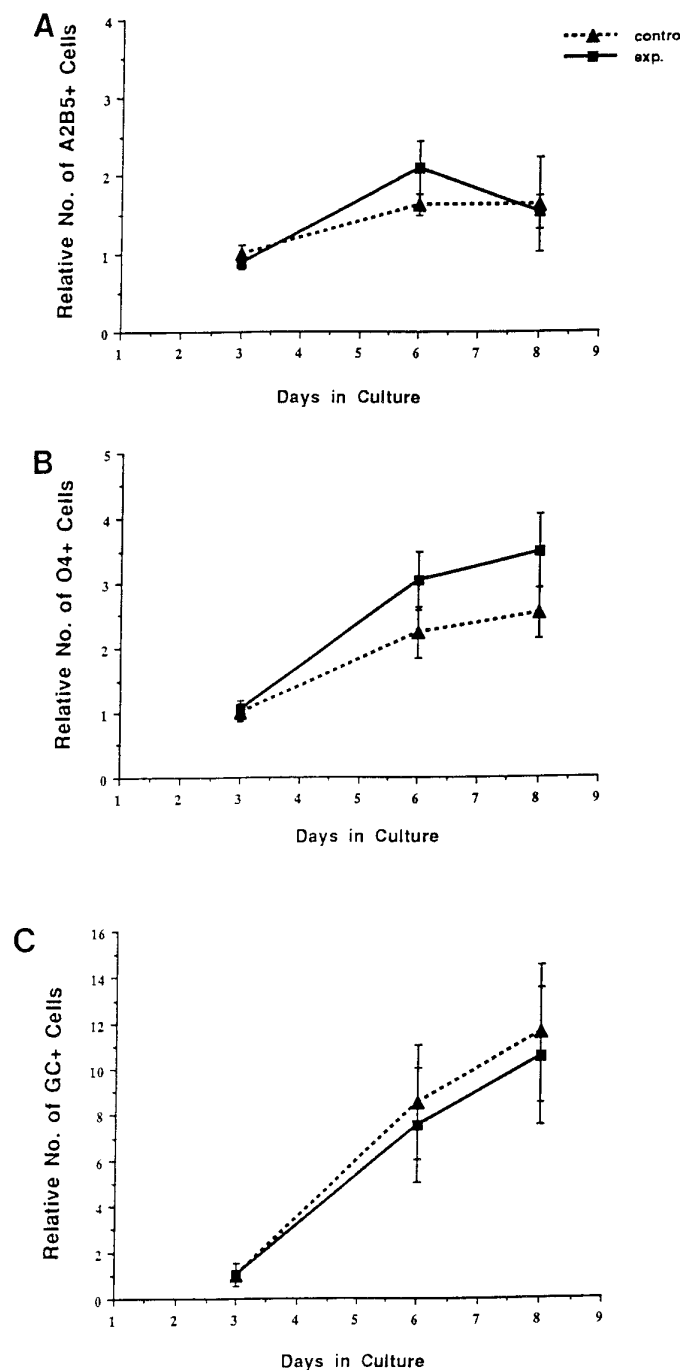 A
contro
exp.
Relative No. of A2B5+ Cells
4
3
2
1
0
1 2 3 4 5 6 7 8 9
Days in Culture
B
Relative No. of O4+ Cells
5
4
3
2
1
0
1 2 3 4 5 6 7 8 9
Days in Culture
C
Relative No. of GC+ Cells
16
14
12
10
8
6
4
2
0
1 2 3 4 5 6 7 8 9
Days in Culture